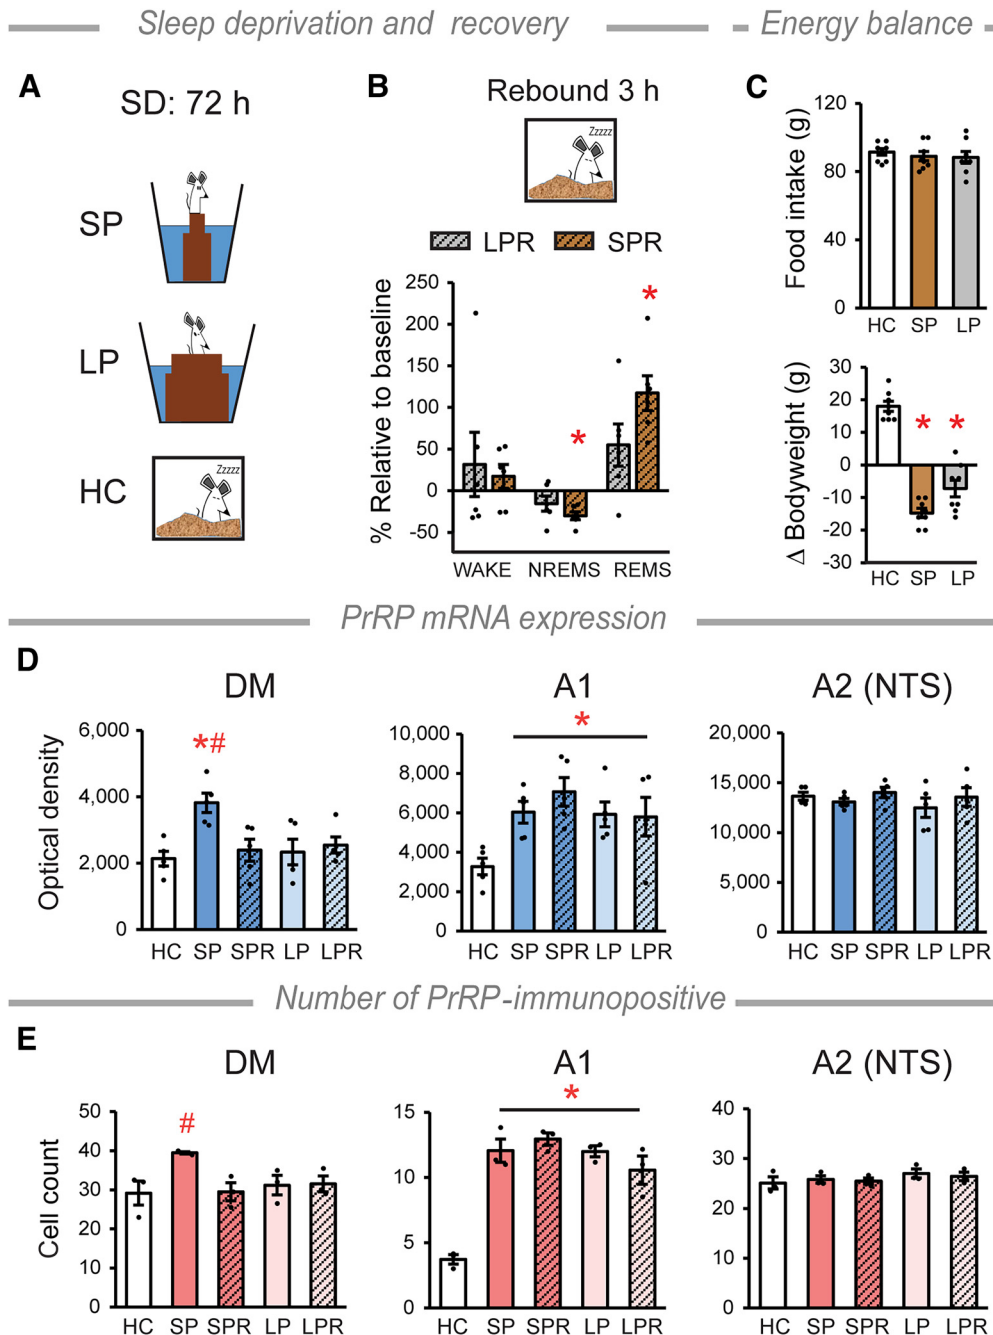 Sleep deprivation and recovery
Energy balance
A
SD: 72 h
SP
LP
HC
Zzzzz
B
Rebound 3 h
Zzzzz
LPR
SPR
% Relative to baseline
250
200
150
100
50
0
-50
*
*
WAKE
NREMS
REMS
C
Food intake (g)
120
80
40
0
HC
SP
LP
Δ Bodyweight (g)
30
20
10
0
-10
-20
-30
*
*
HC
SP
LP
PrRP mRNA expression
D
DM
Optical density
6,000
4,000
2,000
0
*#
HC SP SPR LP LPR
A1
*
10,000
8,000
6,000
4,000
2,000
0
HC SP SPR LP LPR
A2 (NTS)
20,000
15,000
10,000
5,000
0
HC SP SPR LP LPR
Number of PrRP-immunopositive
E
DM
Cell count
50
40
30
20
10
0
#
HC SP SPR LP LPR
A1
*
15
10
5
0
HC SP SPR LP LPR
A2 (NTS)
40
30
20
10
0
HC SP SPR LP LPR